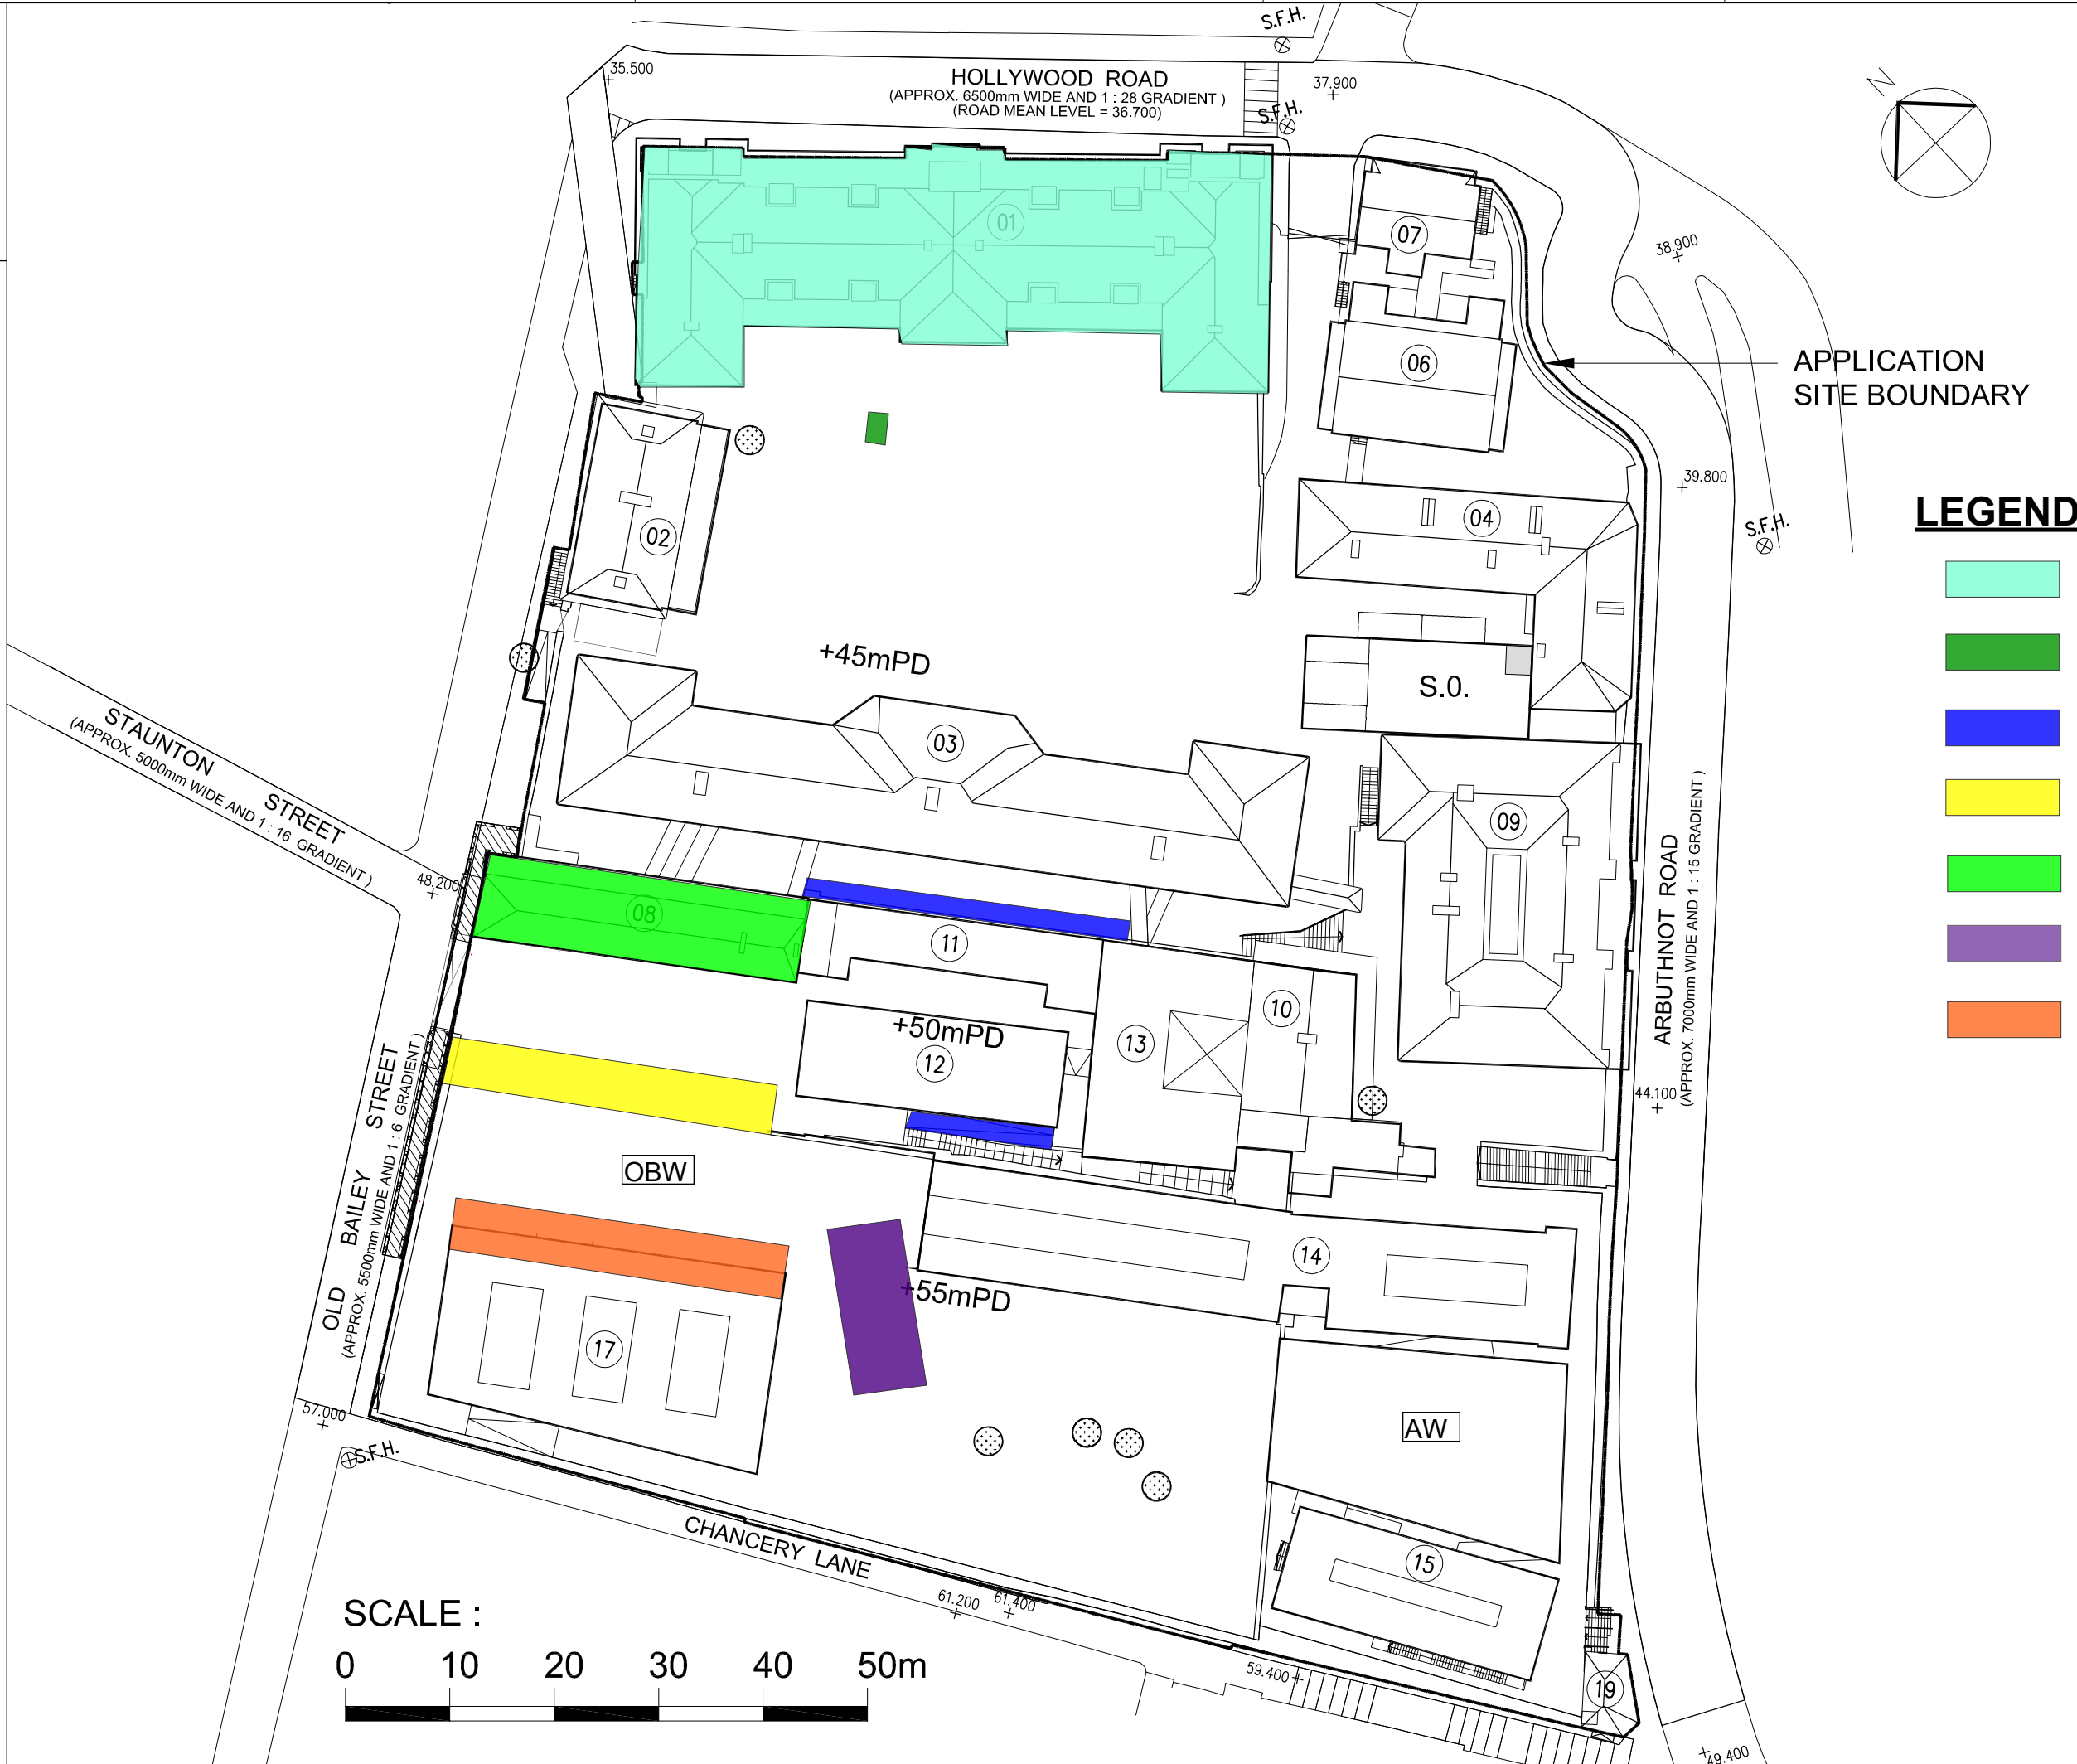 S.F.H.
35.500
HOLLYWOOD ROAD
(APPROX. 6500mm WIDE AND 1 : 28 GRADIENT )
(ROAD MEAN LEVEL = 36.700)
37.900
S.F.H.
N
01
07
38.900
06
APPLICATION
SITE BOUNDARY
39.800
LEGEND
02
04
S.F.H.
+45mPD
S.0.
STAUNTON STREET
(APPROX. 5000mm WIDE AND 1 : 16 GRADIENT )
03
09
ARBUTHNOT ROAD
(APPROX. 7000mm WIDE AND 1 : 15 GRADIENT )
48.200
08
11
10
13
+50mPD
12
44.100
OLD BAILEY STREET
(APPROX. 5500mm WIDE AND 1 : 6 GRADIENT )
OBW
14
+55mPD
17
57.000
S.F.H.
AW
CHANCERY LANE
15
61.200
61.400
SCALE :
0 10 20 30 40 50m
59.400
19
49.400